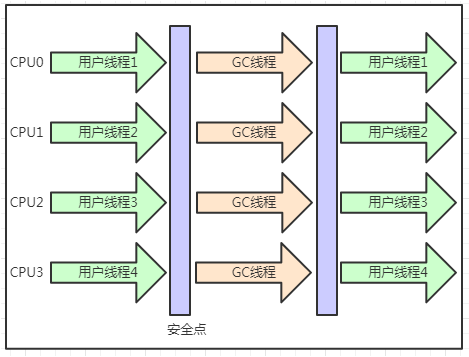 CPU0 用户线程1 GC线程 用户线程1
CPU1 用户线程2 GC线程 用户线程2
CPU2 用户线程3 GC线程 用户线程3
CPU3 用户线程4 GC线程 用户线程4
安全点